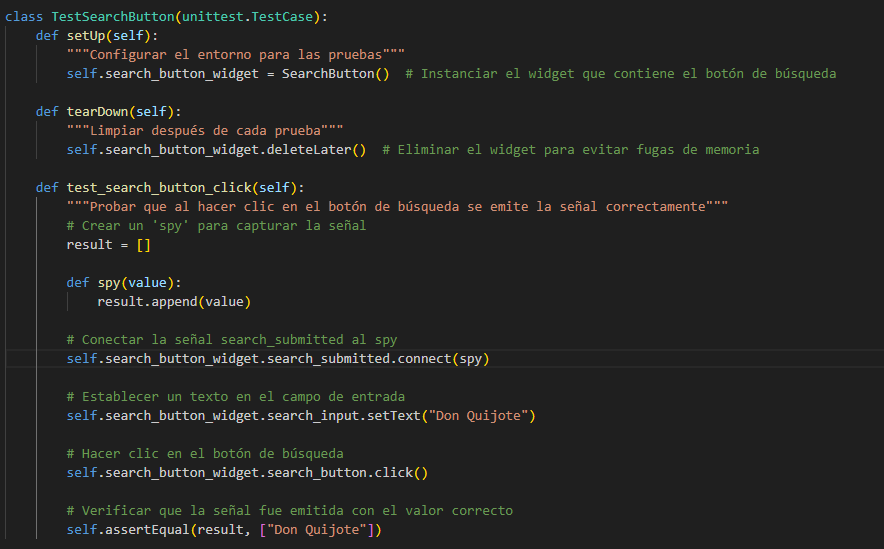 class TestSearchButton(unittest.TestCase):
    def setUp(self):
        """Configurar el entorno para las pruebas"""
        self.search_button_widget = SearchButton()  # Instanciar el widget que contiene el botón de búsqueda

    def tearDown(self):
        """Limpiar después de cada prueba"""
        self.search_button_widget.deleteLater()  # Eliminar el widget para evitar fugas de memoria

    def test_search_button_click(self):
        """Probar que al hacer clic en el botón de búsqueda se emite la señal correctamente"""
        # Crear un 'spy' para capturar la señal
        result = []

        def spy(value):
            result.append(value)

        # Conectar la señal search_submitted al spy
        self.search_button_widget.search_submitted.connect(spy)

        # Establecer un texto en el campo de entrada
        self.search_button_widget.search_input.setText("Don Quijote")

        # Hacer clic en el botón de búsqueda
        self.search_button_widget.search_button.click()

        # Verificar que la señal fue emitida con el valor correcto
        self.assertEqual(result, ["Don Quijote"])